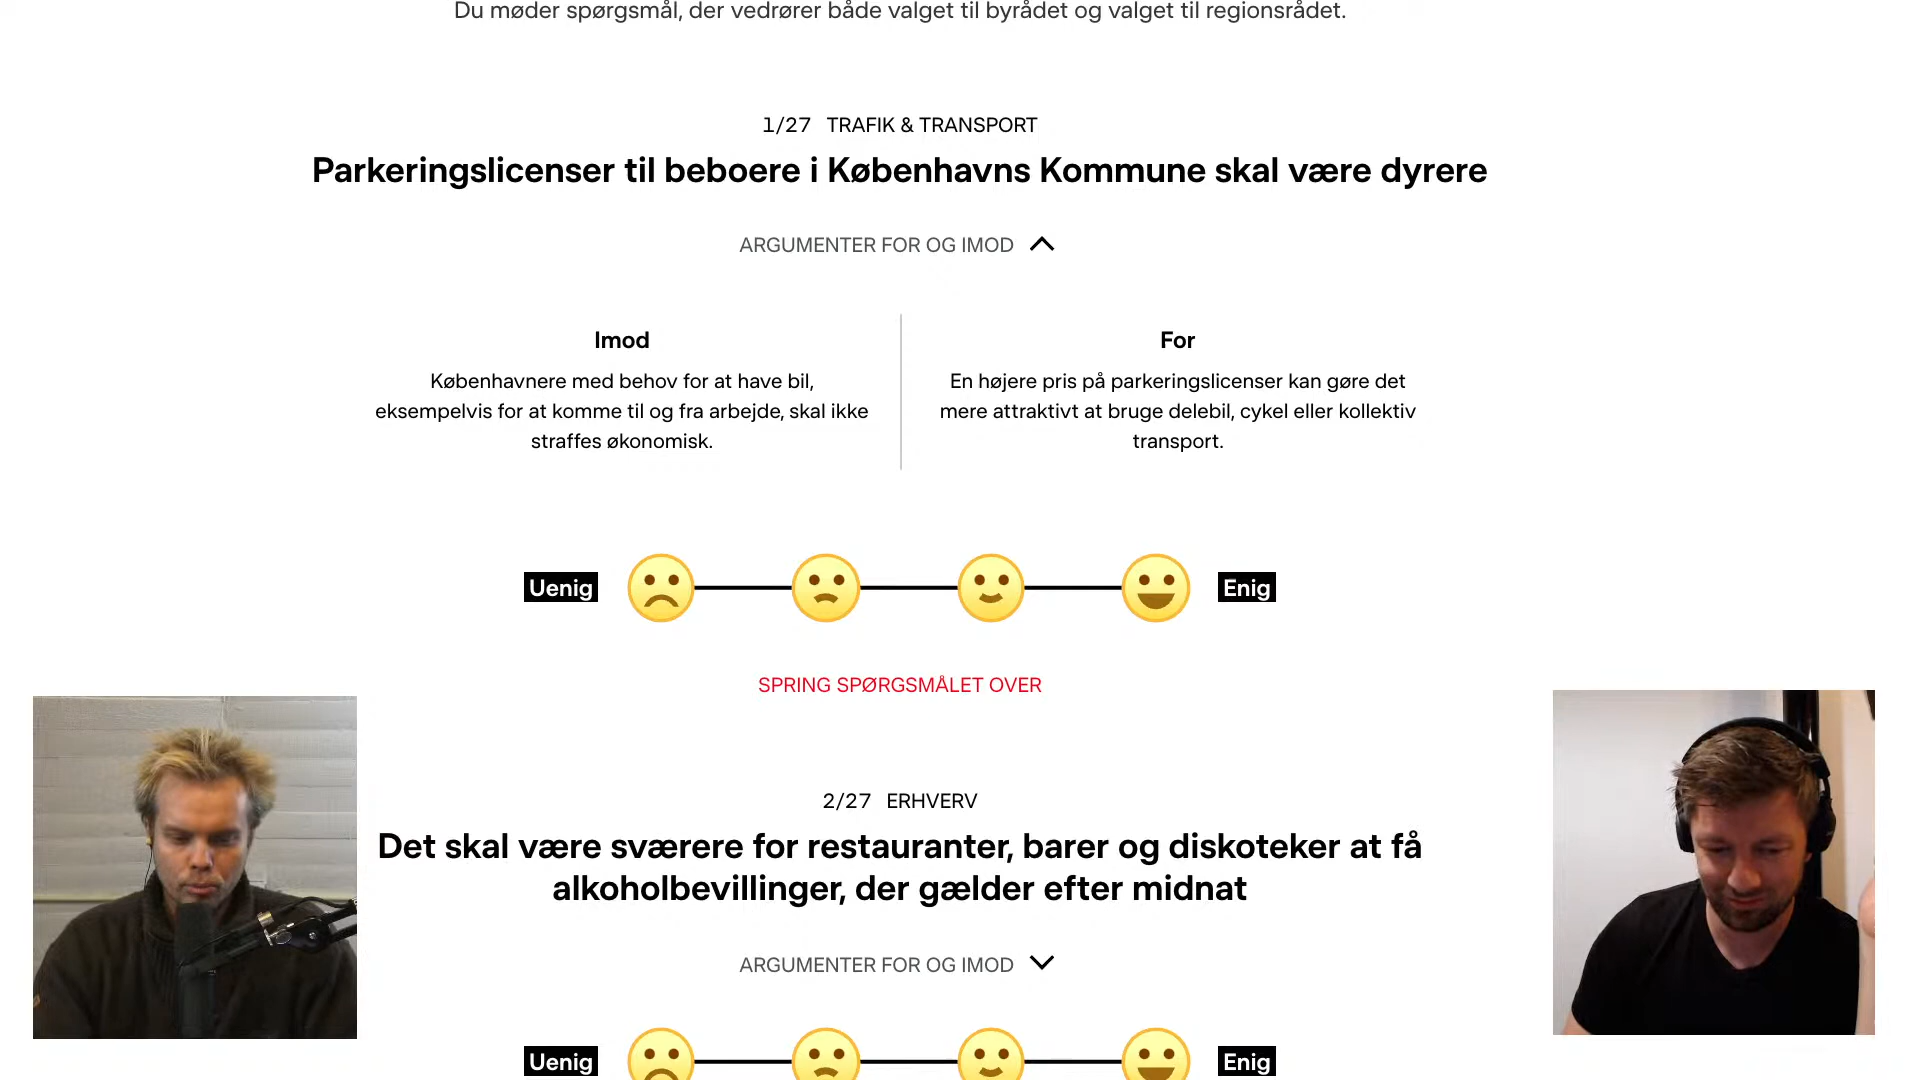 Du møder spørgsmål, der vedrører både valget til byrådet og valget til regionsrådet.
1/27 TRAFIK & TRANSPORT
Parkeringslicenser til beboere i Københavns Kommune skal være dyrere
ARGUMENTER FOR OG IMOD
Imod
Københavnere med behov for at have bil,
eksempelvis for at komme til og fra arbejde, skal ikke
straffes økonomisk.
For
En højere pris på parkeringslicenser kan gøre det
mere attraktivt at bruge delebil, cykel eller kollektiv
transport.
Uenig
Enig
SPRING SPØRGSMÅLET OVER
2/27 ERHVERV
Det skal være sværere for restauranter, barer og diskoteker at få
alkoholbevillinger, der gælder efter midnat
ARGUMENTER FOR OG IMOD
Uenig
Enig